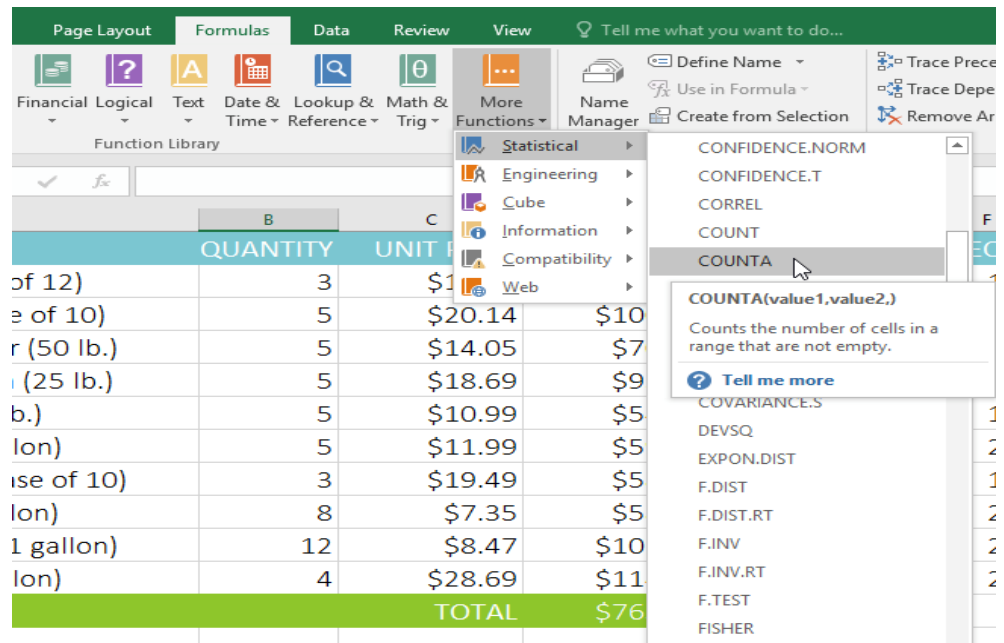 Page Layout Formulas Data Review View Tell me what you want to do...
Financial Logical Text Date & Time Lookup & Reference Math & Trig More Functions Name Manager
Define Name
Use in Formula
Create from Selection
Trace Prece
Trace Depe
Remove Ar
Function Library
fx
Statistical
Engineering
Cube
Information
Compatibility
Web
CONFIDENCE.NORM
CONFIDENCE.T
CORREL
COUNT
COUNTA
COUNTA(value1,value2,)
Counts the number of cells in a
range that are not empty.
Tell me more
COVARIANCE.S
DEVSQ
EXPON.DIST
F.DIST
F.DIST.RT
F.INV
F.INV.RT
F.TEST
FISHER
B C F
QUANTITY UNIT
of 12) 3 $1
e of 10) 5 $20.14 $10
r (50 lb.) 5 $14.05 $7
(25 lb.) 5 $18.69 $9
b.) 5 $10.99 $5
lon) 5 $11.99 $5
ase of 10) 3 $19.49 $5
lon) 8 $7.35 $5
1 gallon) 12 $8.47 $10
lon) 4 $28.69 $11
TOTAL $76